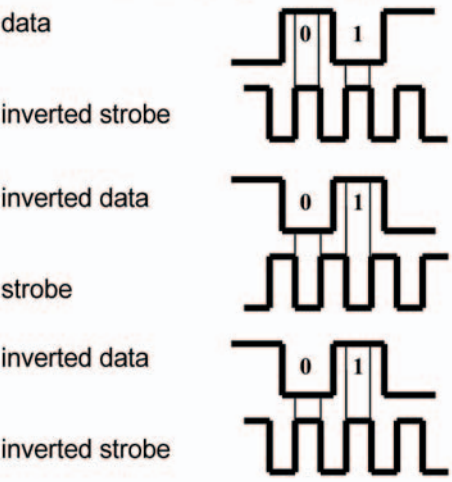 data
0 1
inverted strobe
inverted data
0 1
strobe
inverted data
0 1
inverted strobe